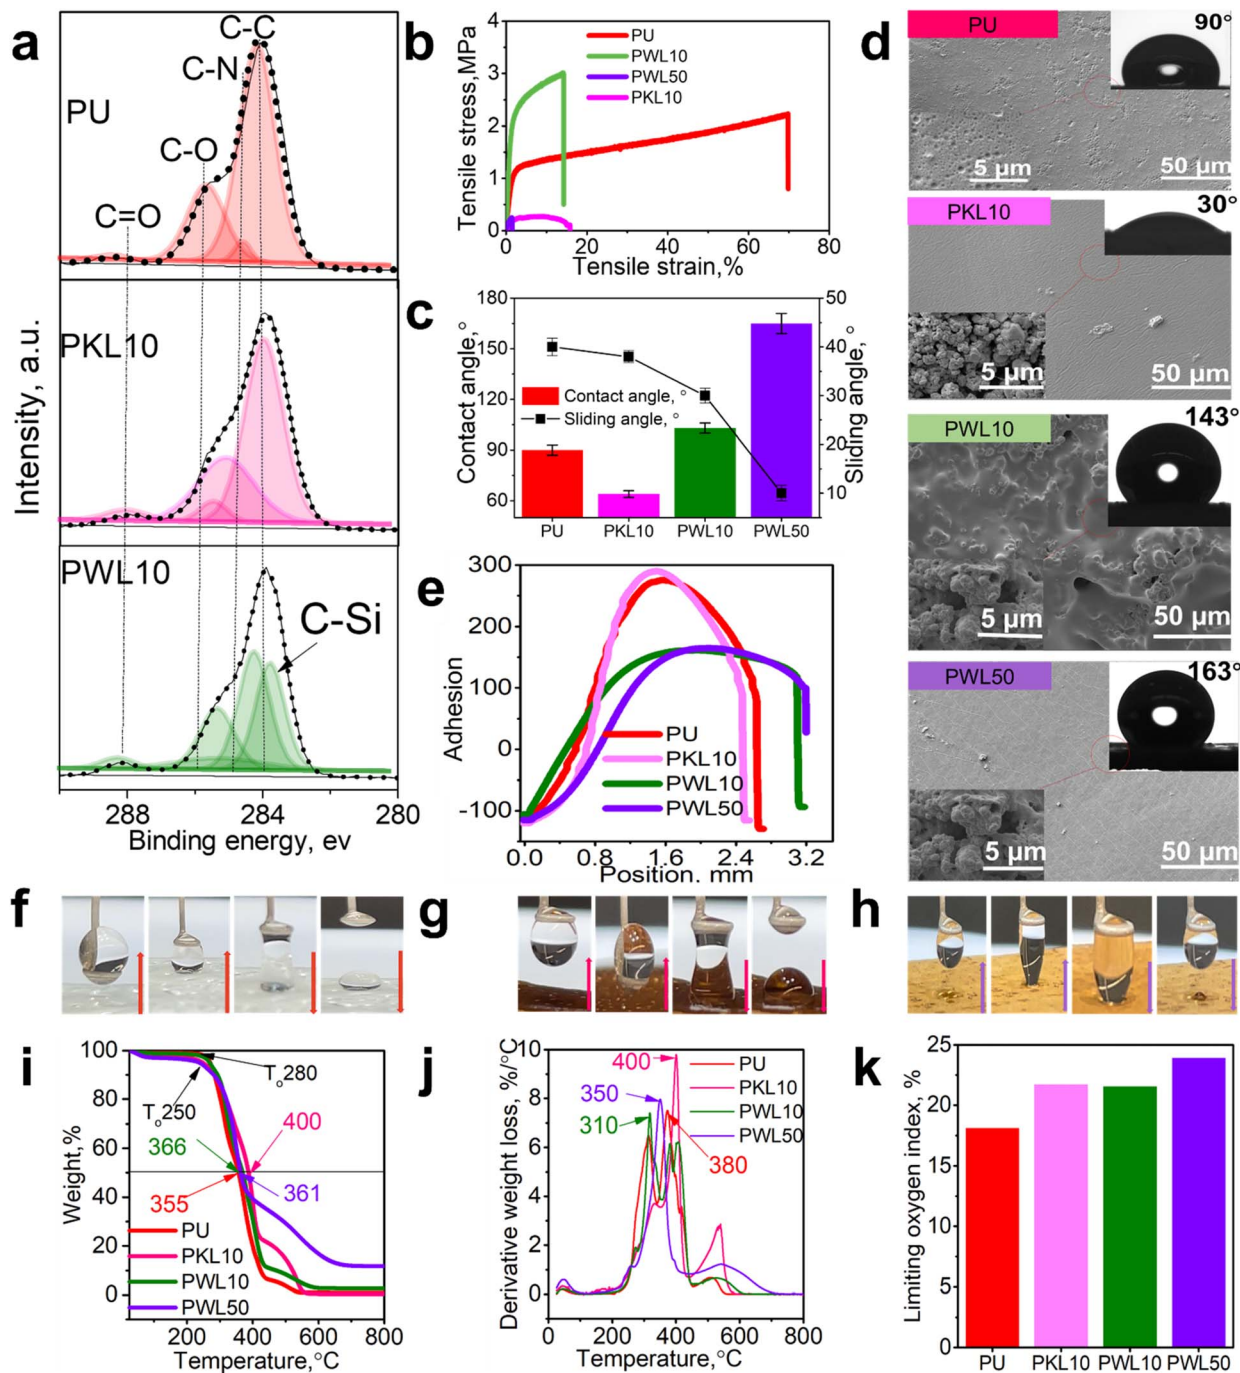 a
PU
C=O
C-O
C-N
C-C
PKL10
PWL10
C-Si
Intensity, a.u.
288
284
280
Binding energy, ev
b
Tensile stress,MPa
4
3
2
1
0
PU
PWL10
PWL50
PKL10
0
20
40
60
80
Tensile strain,%
c
Contact angle,°
180
150
120
90
60
Contact angle, °
Sliding angle, °
50
40
30
20
10
Sliding angle,°
PU
PKL10
PWL10
PWL50
d
PU
90°
5 µm
50 µm
PKL10
30°
5 µm
50 µm
PWL10
143°
5 µm
50 µm
PWL50
163°
5 µm
50 µm
e
Adhesion
300
200
100
0
-100
PU
PKL10
PWL10
PWL50
0.0
0.8
1.6
2.4
3.2
Position, mm
f
g
h
i
Weight,%
100
80
60
40
20
0
To280
To250
366
400
355
361
PU
PKL10
PWL10
PWL50
200
400
600
800
Temperature,°C
j
Derivative weight loss, %/°C
10
8
6
4
2
0
400
350
310
380
PU
PKL10
PWL10
PWL50
0
200
400
600
800
Temperature,°C
k
Limiting oxygen index, %
25
20
15
10
5
0
PU
PKL10
PWL10
PWL50